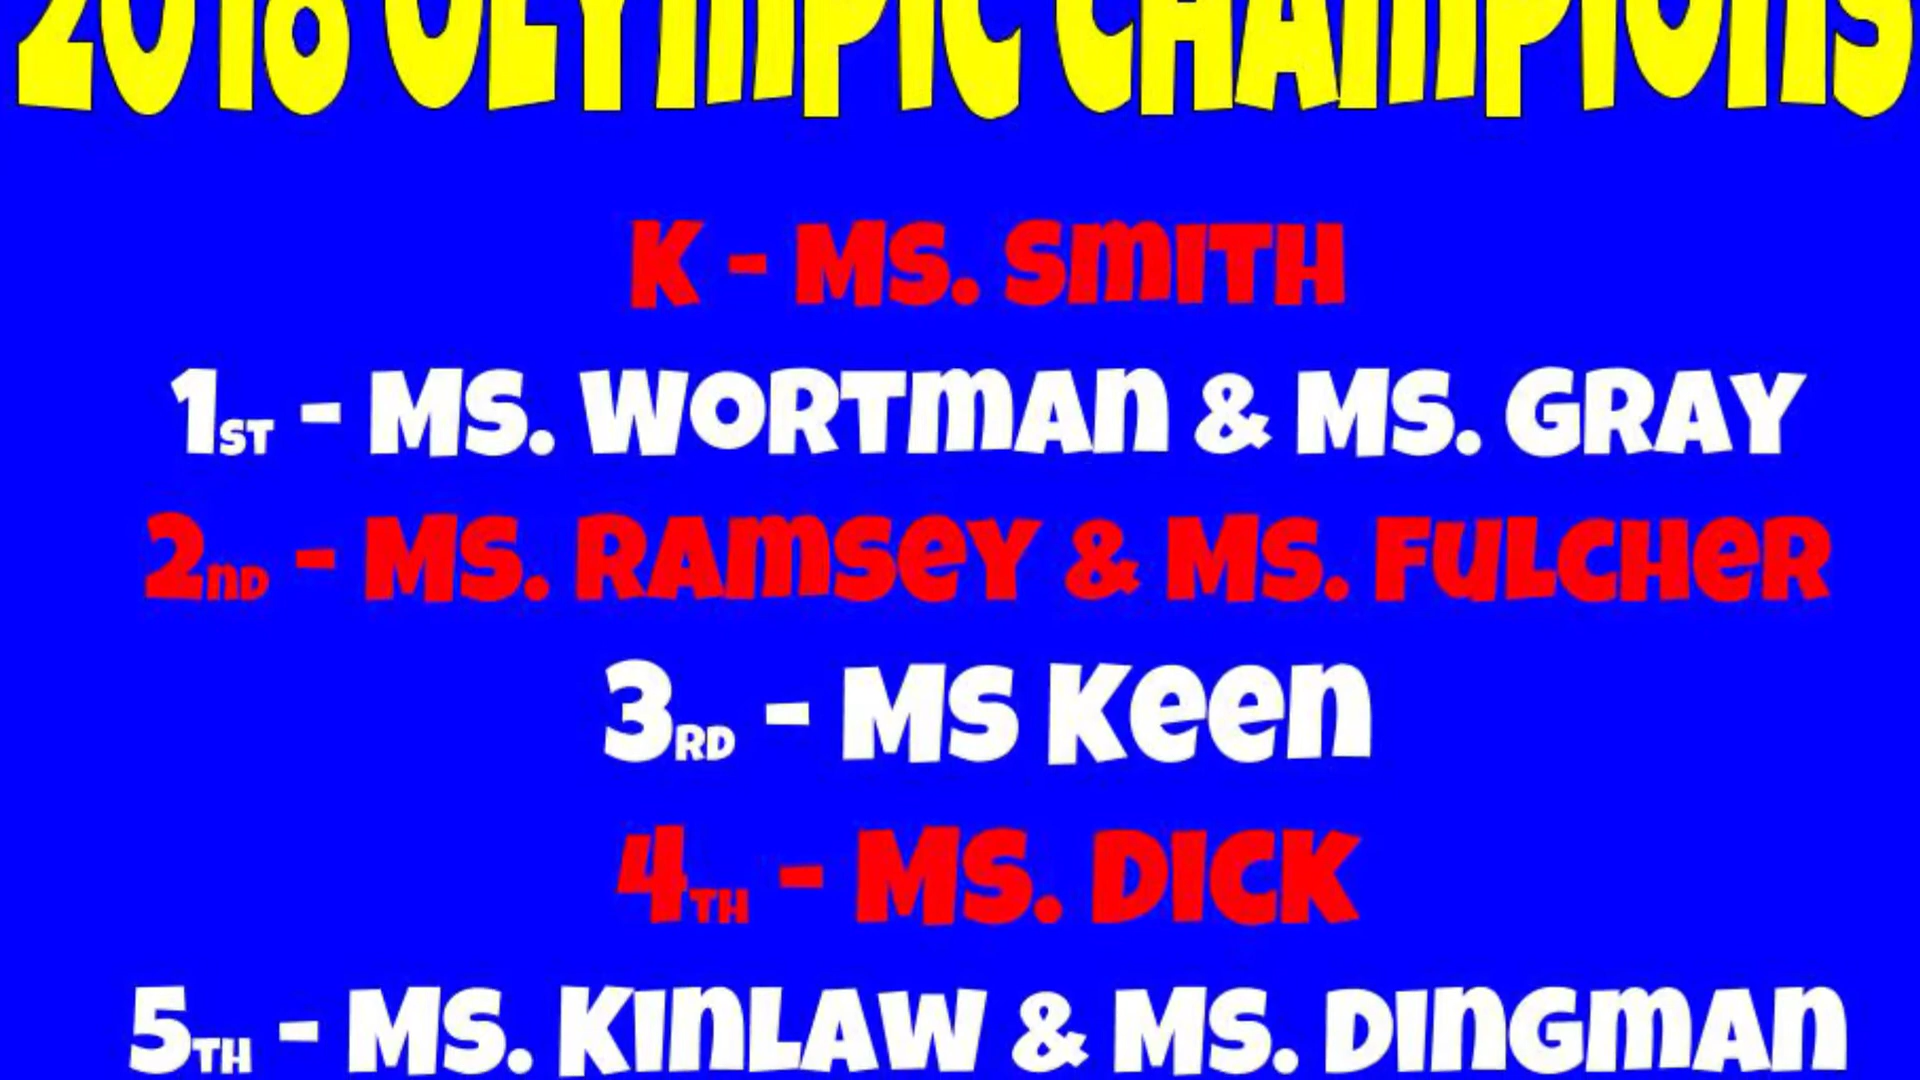 2018 OLYMPIC CHAMPIONS
K - MS. SMITH
1ST - MS. WORTMAN & MS. GRAY
2ND - MS. RAMSEY & MS. FULCHER
3RD - MS KEEN
4TH - MS. DICK
5TH - MS. KINLAW & MS. DINGMAN